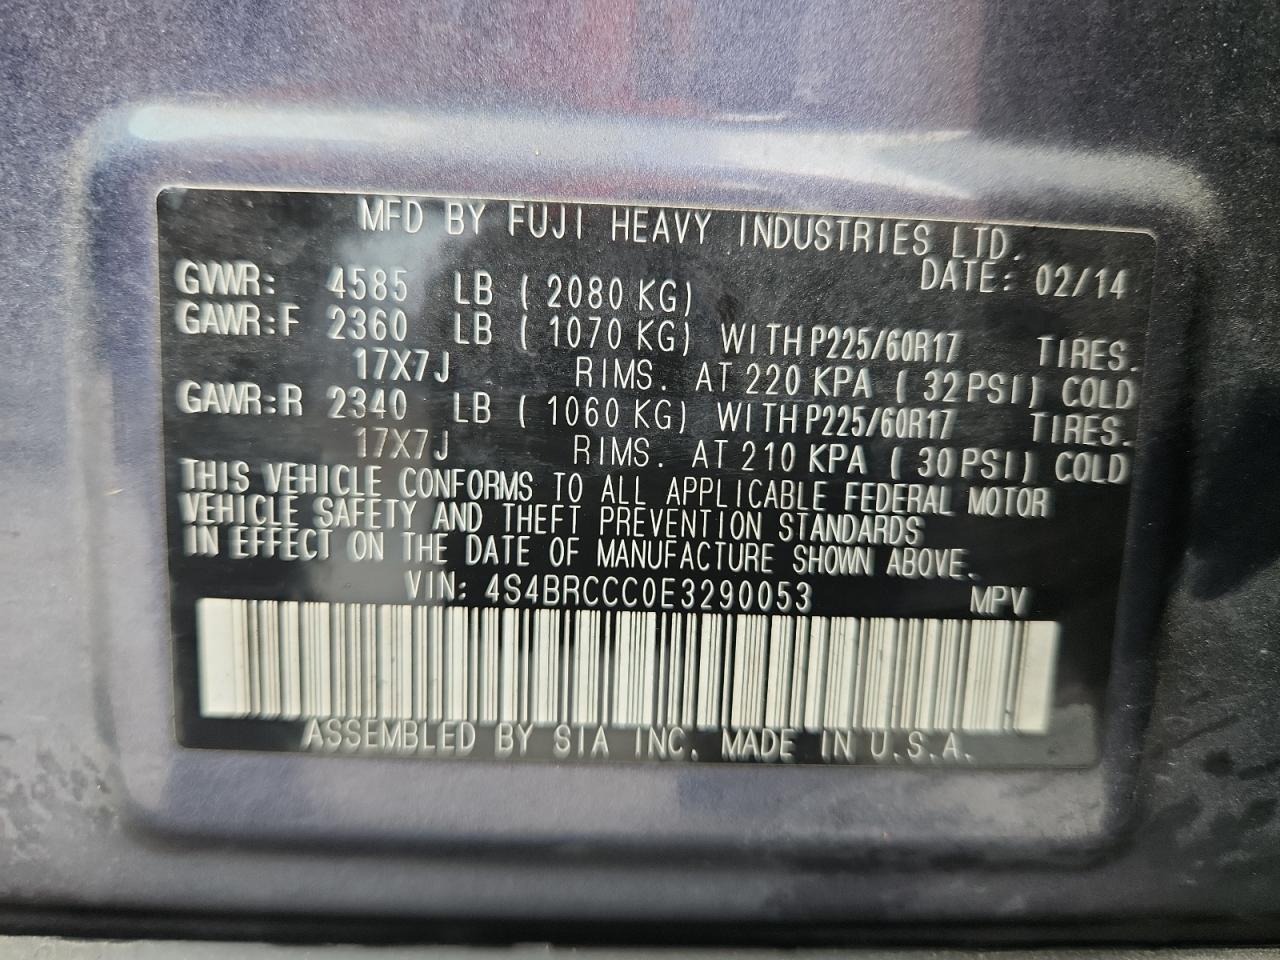 MFD BY FUJI HEAVY INDUSTRIES LTD.
DATE: 02/14
GVWR: 4585 LB ( 2080 KG)
GAWR:F 2360 LB ( 1070 KG) WITH P225/60R17 TIRES.
17X7J RIMS. AT 220 KPA ( 32 PSI) COLD
GAWR:R 2340 LB ( 1060 KG) WITH P225/60R17 TIRES.
17X7J RIMS. AT 210 KPA ( 30 PSI) COLD
THIS VEHICLE CONFORMS TO ALL APPLICABLE FEDERAL MOTOR
VEHICLE SAFETY AND THEFT PREVENTION STANDARDS
IN EFFECT ON THE DATE OF MANUFACTURE SHOWN ABOVE.
VIN: 4S4BRCCC0E3290053 MPV
ASSEMBLED BY SIA INC. MADE IN U.S.A.